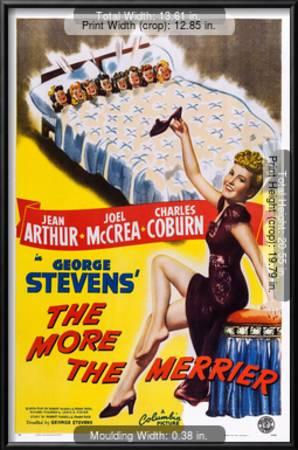 Total Width: 13.61 in.
Print Width (crop): 12.85 in.
Total Height: 20.55 in.
Print Height (crop): 19.79 in.
JEAN ARTHUR ★ JOEL McCREA ★ CHARLES COBURN
in GEORGE STEVENS'
THE
MORE
THE MERRIER
A Columbia PICTURE
Directed by GEORGE STEVENS
Moulding Width: 0.38 in.